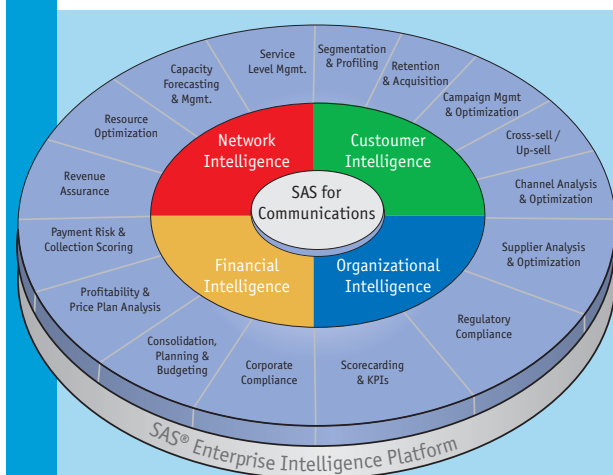 Segmentation
& Profiling
Service
Level Mgmt.
Retention
& Acquisition
Capacity
Forecasting
& Mgmt.
Campaign Mgmt
& Optimization
Resource
Optimization
Cross-sell /
Up-sell
Network
Intelligence
Custoumer
Intelligence
Revenue
Assurance
Channel Analysis
& Optimization
SAS for
Communications
Payment Risk &
Collection Scoring
Supplier Analysis
& Optimization
Financial
Intelligence
Organizational
Intelligence
Profitability &
Price Plan Analysis
Regulatory
Compliance
Consolidation,
Planning &
Budgeting
Corporate
Compliance
Scorecarding
& KPIs
SAS® Enterprise Intelligence Platform